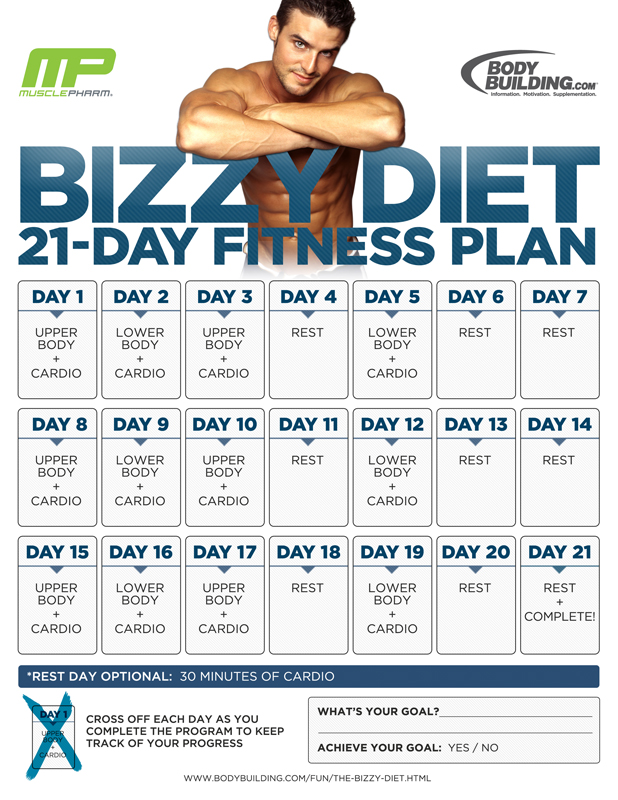 MP
MUSCLEPHARM®
BODY
BUILDING.COM™
Information. Motivation. Supplementation.
BIZZY DIET
21-DAY FITNESS PLAN
DAY 1
UPPER
BODY
+
CARDIO
DAY 2
LOWER
BODY
+
CARDIO
DAY 3
UPPER
BODY
+
CARDIO
DAY 4
REST
DAY 5
LOWER
BODY
+
CARDIO
DAY 6
REST
DAY 7
REST
DAY 8
UPPER
BODY
+
CARDIO
DAY 9
LOWER
BODY
+
CARDIO
DAY 10
UPPER
BODY
+
CARDIO
DAY 11
REST
DAY 12
LOWER
BODY
+
CARDIO
DAY 13
REST
DAY 14
REST
DAY 15
UPPER
BODY
+
CARDIO
DAY 16
LOWER
BODY
+
CARDIO
DAY 17
UPPER
BODY
+
CARDIO
DAY 18
REST
DAY 19
LOWER
BODY
+
CARDIO
DAY 20
REST
DAY 21
REST
+
COMPLETE!
*REST DAY OPTIONAL: 30 MINUTES OF CARDIO
DAY 1
UPPER
BODY
+
CARDIO
CROSS OFF EACH DAY AS YOU
COMPLETE THE PROGRAM TO KEEP
TRACK OF YOUR PROGRESS
WHAT'S YOUR GOAL?
ACHIEVE YOUR GOAL: YES / NO
WWW.BODYBUILDING.COM/FUN/THE-BIZZY-DIET.HTML